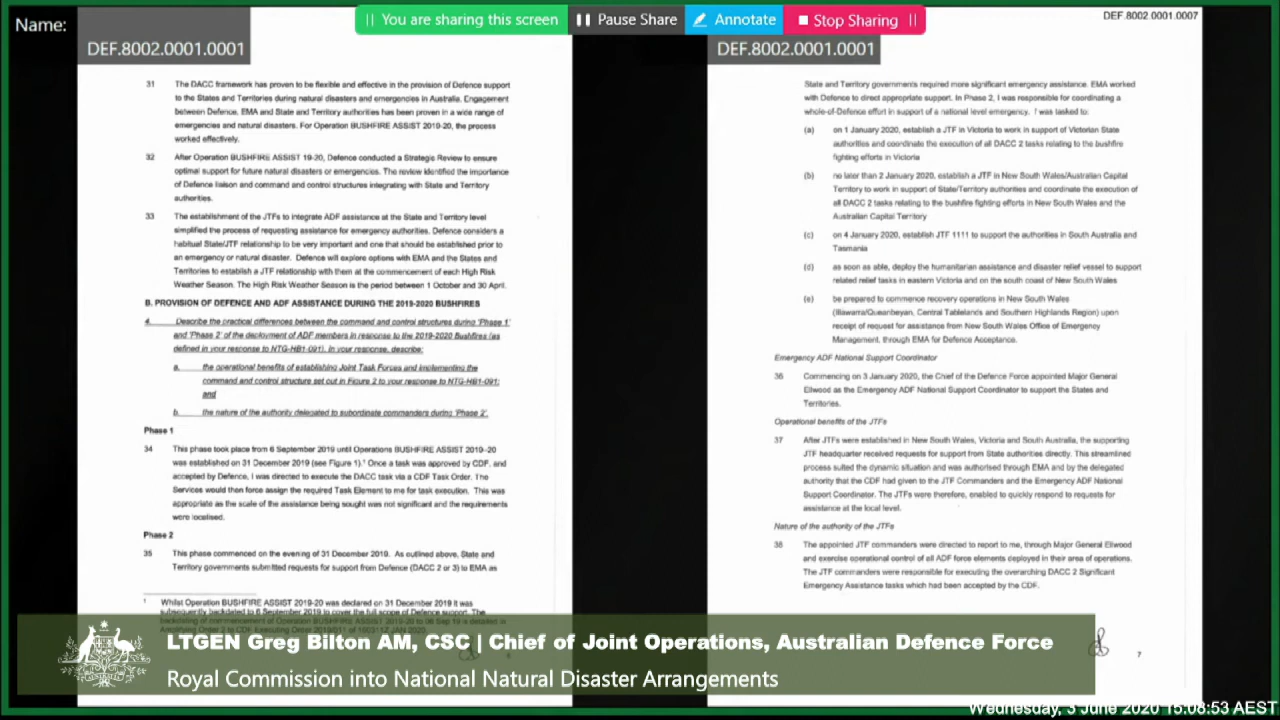 Name:
You are sharing this screen
Pause Share
Annotate
Stop Sharing
DEF.8002.0001.0001
31 The DACC framework has proven to be flexible and effective in the provision of Defence support
to the States and Territories during natural disasters and emergencies in Australia. Engagement
between Defence, EMA and State and Territory authorities has been proven in a wide range of
emergencies and natural disasters. For Operation BUSHFIRE ASSIST 2019-20, the process
worked effectively.
32 After Operation BUSHFIRE ASSIST 19-20, Defence conducted a Strategic Review to ensure
optimal support for future natural disasters or emergencies. The review identified the importance
of Defence liaison and command and control structures integrating with State and Territory
authorities.
33 The establishment of the JTFs to integrate ADF assistance at the State and Territory level
simplified the process of requesting assistance for emergency authorities. Defence considers a
habitual State/JTF relationship to be very important and one that should be established prior to
an emergency or natural disaster. Defence will explore options with EMA and the States and
Territories to establish a JTF relationship with them at the commencement of each High Risk
Weather Season. The High Risk Weather Season is the period between 1 October and 30 April.
B. PROVISION OF DEFENCE AND ADF ASSISTANCE DURING THE 2019-2020 BUSHFIRES
4. Describe the practical differences between the command and control structures during 'Phase 1'
and 'Phase 2' of the deployment of ADF members in response to the 2019-2020 Bushfires (as
defined in your response to NTG-HB1-091). In your response, describe:
a. the operational benefits of establishing Joint Task Forces and implementing the
command and control structure set out in Figure 2 to your response to NTG-HB1-091;
and
b. the nature of the authority delegated to subordinate commanders during 'Phase 2'.
Phase 1
34 This phase took place from 6 September 2019 until Operations BUSHFIRE ASSIST 2019-20
was established on 31 December 2019 (see Figure 1).¹ Once a task was approved by CDF, and
accepted by Defence, I was directed to execute the DACC task via a CDF Task Order. The
Services would then force assign the required Task Element to me for task execution. This was
appropriate as the scale of the assistance being sought was not significant and the requirements
were localised.
Phase 2
35 This phase commenced on the evening of 31 December 2019. As outlined above, State and
Territory governments submitted requests for support from Defence (DACC 2 or 3) to EMA as
1 Whilst Operation BUSHFIRE ASSIST 2019-20 was declared on 31 December 2019 it was
subsequently backdated to 6 September 2019 to cover the full scope of Defence support. The
DEF.8002.0001.0007
DEF.8002.0001.0001
State and Territory governments required more significant emergency assistance. EMA worked
with Defence to direct appropriate support. In Phase 2, I was responsible for coordinating a
whole-of-Defence effort in support of a national level emergency. I was tasked to:
(a) on 1 January 2020, establish a JTF in Victoria to work in support of Victorian State
authorities and coordinate the execution of all DACC 2 tasks relating to the bushfire
fighting efforts in Victoria
(b) no later than 2 January 2020, establish a JTF in New South Wales/Australian Capital
Territory to work in support of State/Territory authorities and coordinate the execution of
all DACC 2 tasks relating to the bushfire fighting efforts in New South Wales and the
Australian Capital Territory
(c) on 4 January 2020, establish JTF 1111 to support the authorities in South Australia and
Tasmania
(d) as soon as able, deploy the humanitarian assistance and disaster relief vessel to support
related relief tasks in eastern Victoria and on the south coast of New South Wales
(e) be prepared to commence recovery operations in New South Wales
(Illawarra/Queanbeyan, Central Tablelands and Southern Highlands Region) upon
receipt of request for assistance from New South Wales Office of Emergency
Management, through EMA for Defence Acceptance.
Emergency ADF National Support Coordinator
36 Commencing on 3 January 2020, the Chief of the Defence Force appointed Major General
Ellwood as the Emergency ADF National Support Coordinator to support the States and
Territories.
Operational benefits of the JTFs
37 After JTFs were established in New South Wales, Victoria and South Australia, the supporting
JTF headquarter received requests for support from State authorities directly. This streamlined
process suited the dynamic situation and was authorised through EMA and by the delegated
authority that the CDF had given to the JTF Commanders and the Emergency ADF National
Support Coordinator. The JTFs were therefore, enabled to quickly respond to requests for
assistance at the local level.
Nature of the authority of the JTFs
38 The appointed JTF commanders were directed to report to me, through Major General Ellwood
and exercise operational control of all ADF force elements deployed in their area of operations.
The JTF commanders were responsible for executing the overarching DACC 2 Significant
Emergency Assistance tasks which had been accepted by the CDF.
7
LTGEN Greg Bilton AM, CSC | Chief of Joint Operations, Australian Defence Force
Royal Commission into National Natural Disaster Arrangements
Wednesday, 3 June 2020 15:08:53 AEST